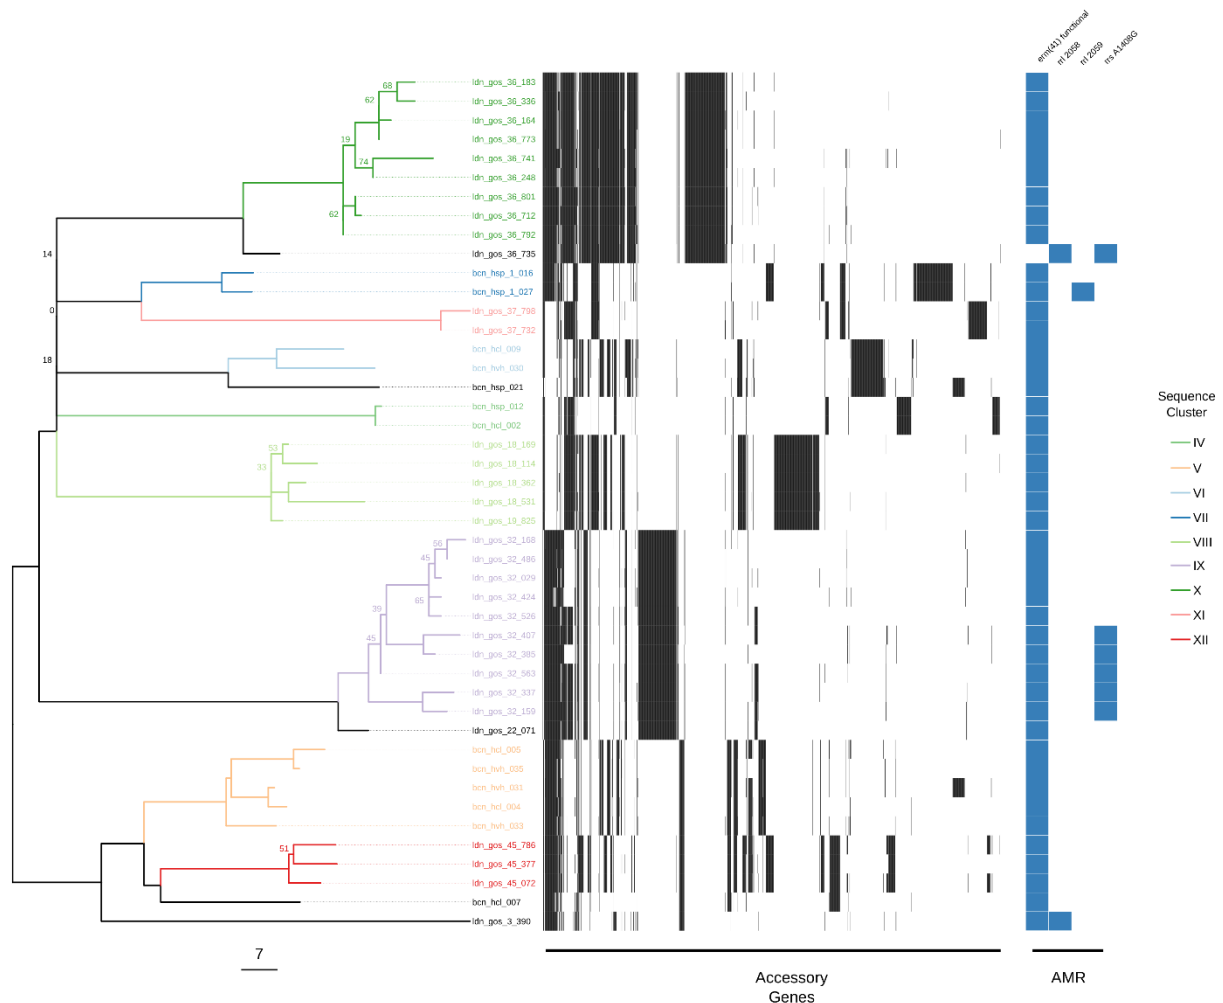 erm(41) functional
rrl 2058
rrl 2059
rrs A1408G
ldn_gos_36_183
ldn_gos_36_336
ldn_gos_36_164
ldn_gos_36_773
ldn_gos_36_741
ldn_gos_36_248
ldn_gos_36_801
ldn_gos_36_712
ldn_gos_36_792
ldn_gos_36_735
bcn_hsp_1_016
bcn_hsp_1_027
ldn_gos_37_798
ldn_gos_37_732
bcn_hcl_009
bcn_hvh_030
bcn_hsp_021
bcn_hsp_012
bcn_hcl_002
ldn_gos_18_169
ldn_gos_18_114
ldn_gos_18_362
ldn_gos_18_531
ldn_gos_19_825
ldn_gos_32_168
ldn_gos_32_486
ldn_gos_32_029
ldn_gos_32_424
ldn_gos_32_526
ldn_gos_32_407
ldn_gos_32_385
ldn_gos_32_563
ldn_gos_32_337
ldn_gos_32_159
ldn_gos_22_071
bcn_hcl_006
bcn_hvh_035
bcn_hvh_031
bcn_hcl_004
bcn_hvh_033
ldn_gos_45_786
ldn_gos_45_377
ldn_gos_45_072
bcn_hcl_007
ldn_gos_3_390
68
62
19
74
62
14
0
18
53
33
56
45
65
39
45
51
7
Accessory
Genes
AMR
Sequence
Cluster
IV
V
VI
VII
VIII
IX
X
XI
XII